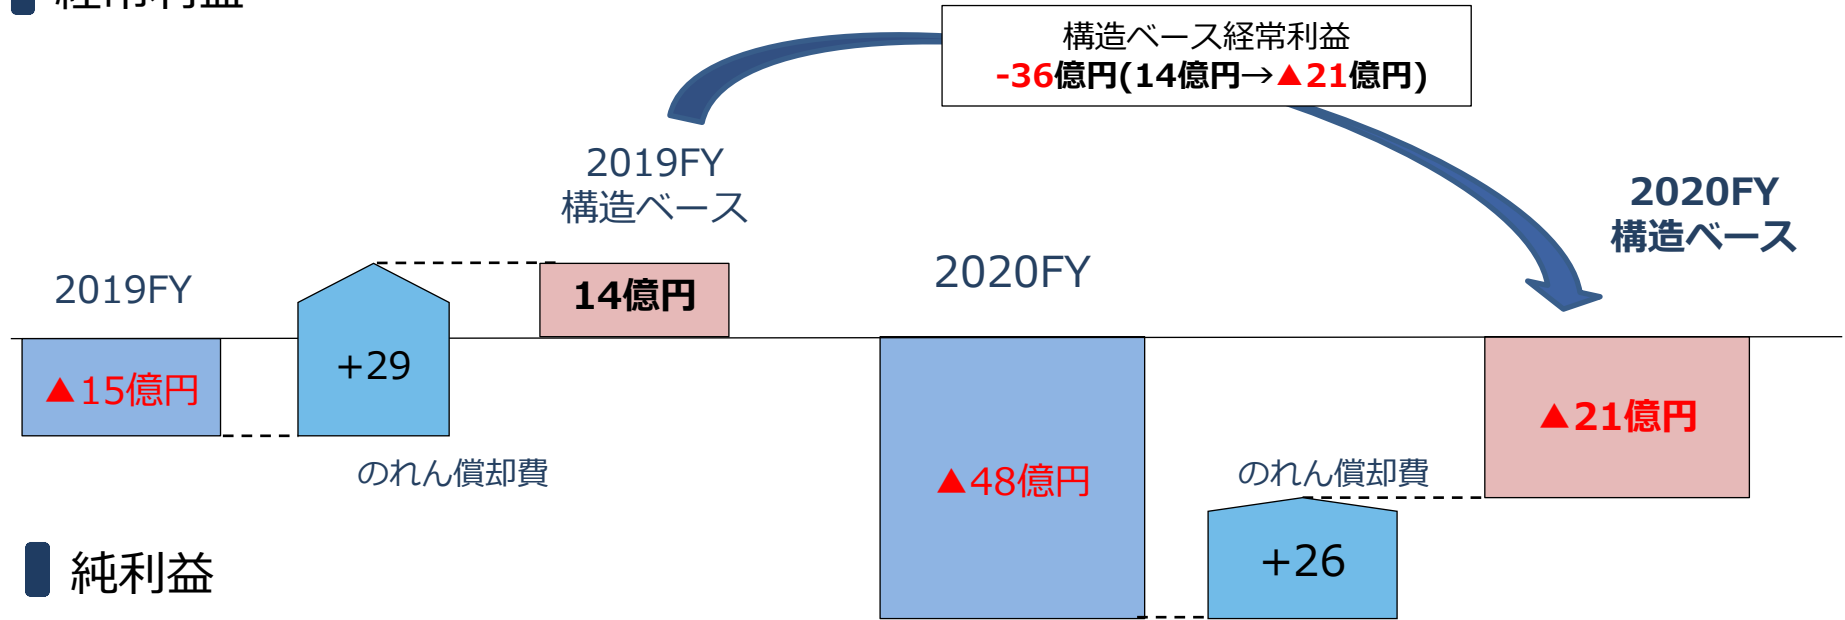 構造ベース経常利益
-36億円(14億円→▲21億円)
2019FY
構造ベース
2020FY
構造ベース
2019FY
2020FY
14億円
+29
▲15億円
▲21億円
のれん償却費
のれん償却費
▲48億円
+26
純利益